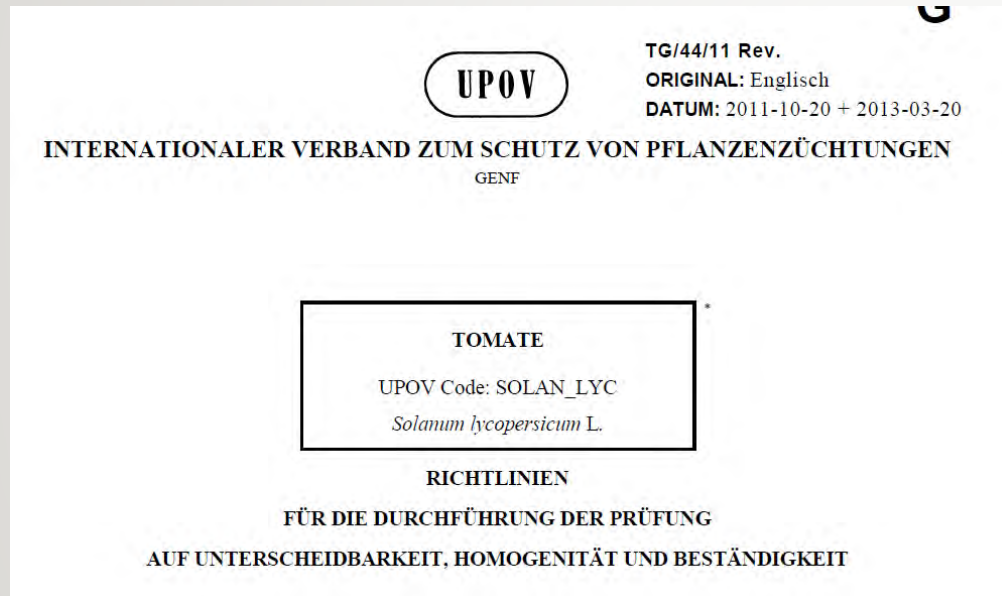 G
TG/44/11 Rev.
ORIGINAL: Englisch
DATUM: 2011-10-20 + 2013-03-20
UPOV
INTERNATIONALER VERBAND ZUM SCHUTZ VON PFLANZENZÜCHTUNGEN
GENF
*
TOMATE
UPOV Code: SOLAN_LYC
Solanum lycopersicum L.
RICHTLINIEN
FÜR DIE DURCHFÜHRUNG DER PRÜFUNG
AUF UNTERSCHEIDBARKEIT, HOMOGENITÄT UND BESTÄNDIGKEIT